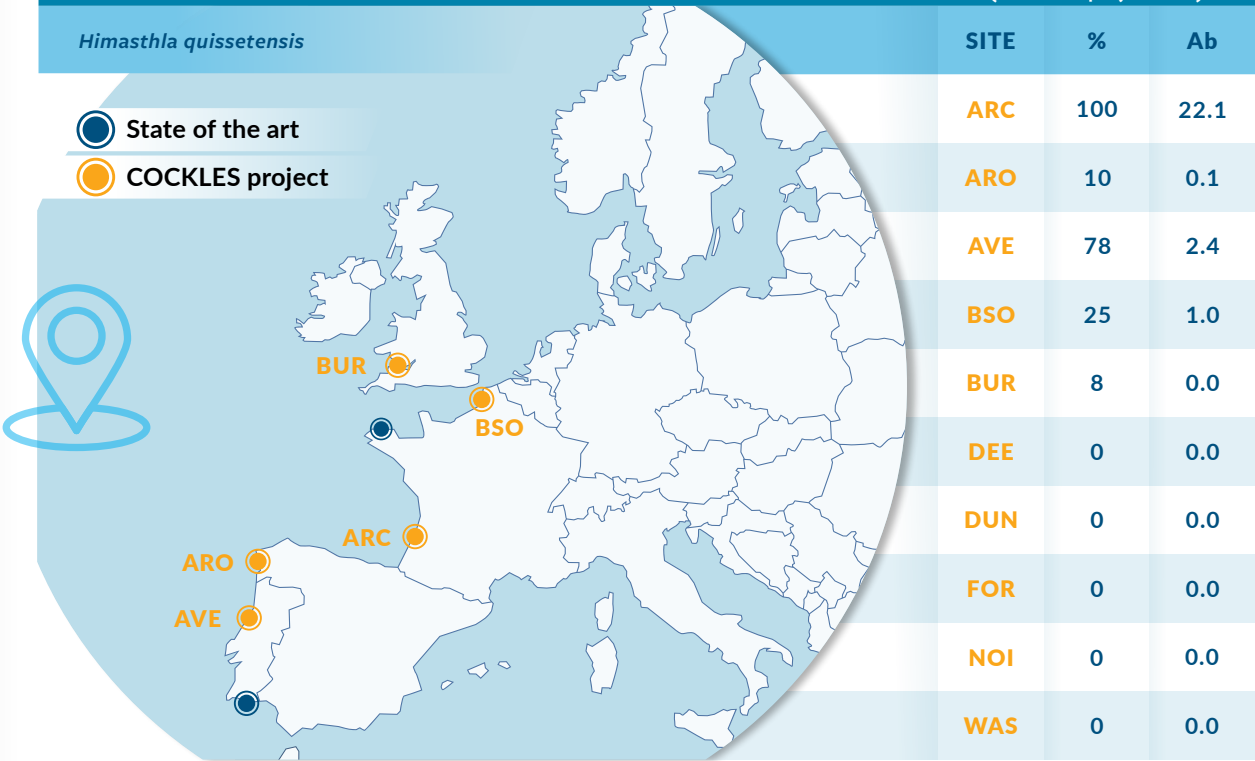 Himasthla quissetensis
SITE % Ab
State of the art
COCKLES project
BUR
BSO
ARC
ARO
AVE
ARC 100 22.1
ARO 10 0.1
AVE 78 2.4
BSO 25 1.0
BUR 8 0.0
DEE 0 0.0
DUN 0 0.0
FOR 0 0.0
NOI 0 0.0
WAS 0 0.0